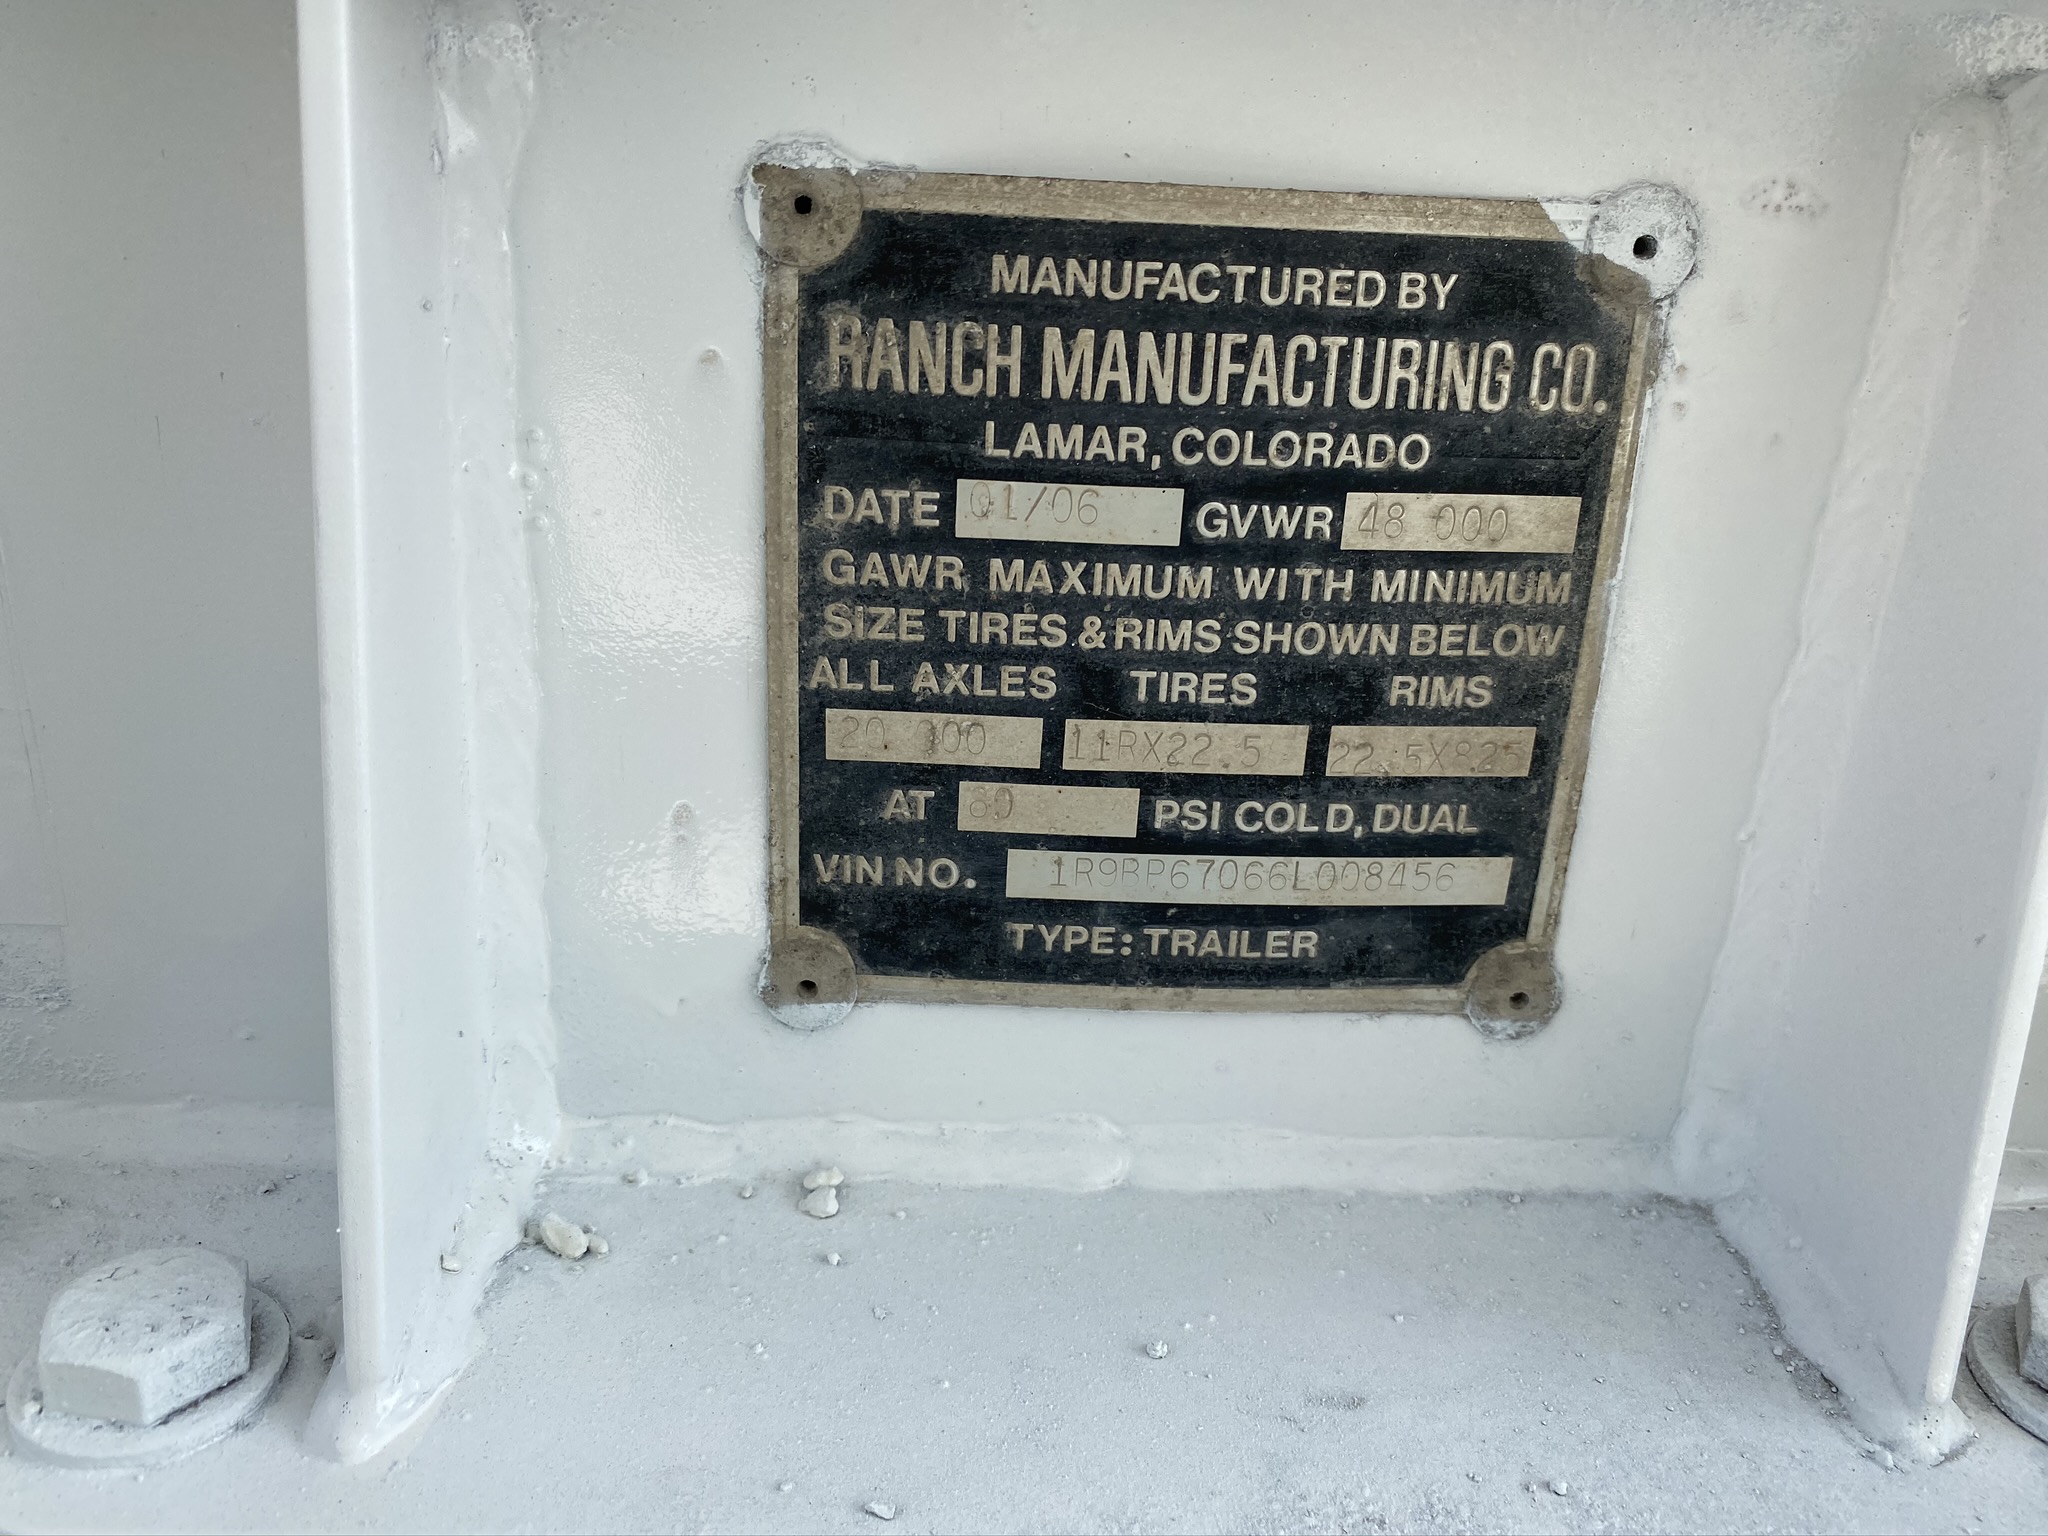 MANUFACTURED BY
RANCH MANUFACTURING CO.
LAMAR, COLORADO
DATE 01/06 GVWR 48 000
GAWR MAXIMUM WITH MINIMUM
SIZE TIRES & RIMS SHOWN BELOW
ALL AXLES TIRES RIMS
20 000 11RX22.5 22.5X825
AT 80 PSI COLD, DUAL
VIN NO. 1R9BP67066L008456
TYPE: TRAILER